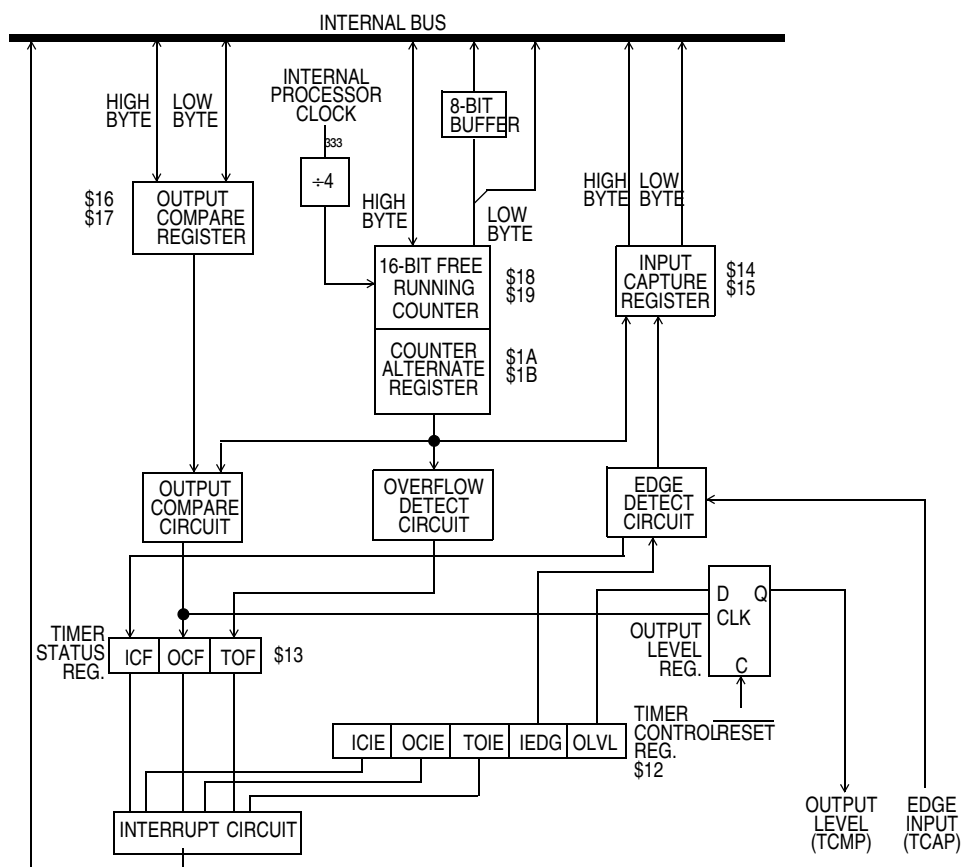 INTERNAL BUS
HIGH
BYTE
LOW
BYTE
INTERNAL
PROCESSOR
CLOCK
333
÷4
8-BIT
BUFFER
HIGH
BYTE
LOW
BYTE
HIGH
BYTE
LOW
BYTE
$16
$17
OUTPUT
COMPARE
REGISTER
16-BIT FREE
RUNNING
COUNTER
$18
$19
COUNTER
ALTERNATE
REGISTER
$1A
$1B
INPUT
CAPTURE
REGISTER
$14
$15
OUTPUT
COMPARE
CIRCUIT
OVERFLOW
DETECT
CIRCUIT
EDGE
DETECT
CIRCUIT
D Q
CLK
C
OUTPUT
LEVEL
REG.
RESET
TIMER
STATUS
REG.
ICF OCF TOF
$13
ICIE OCIE TOIE IEDG OLVL
TIMER
CONTROL
REG.
$12
INTERRUPT CIRCUIT
OUTPUT
LEVEL
(TCMP)
EDGE
INPUT
(TCAP)